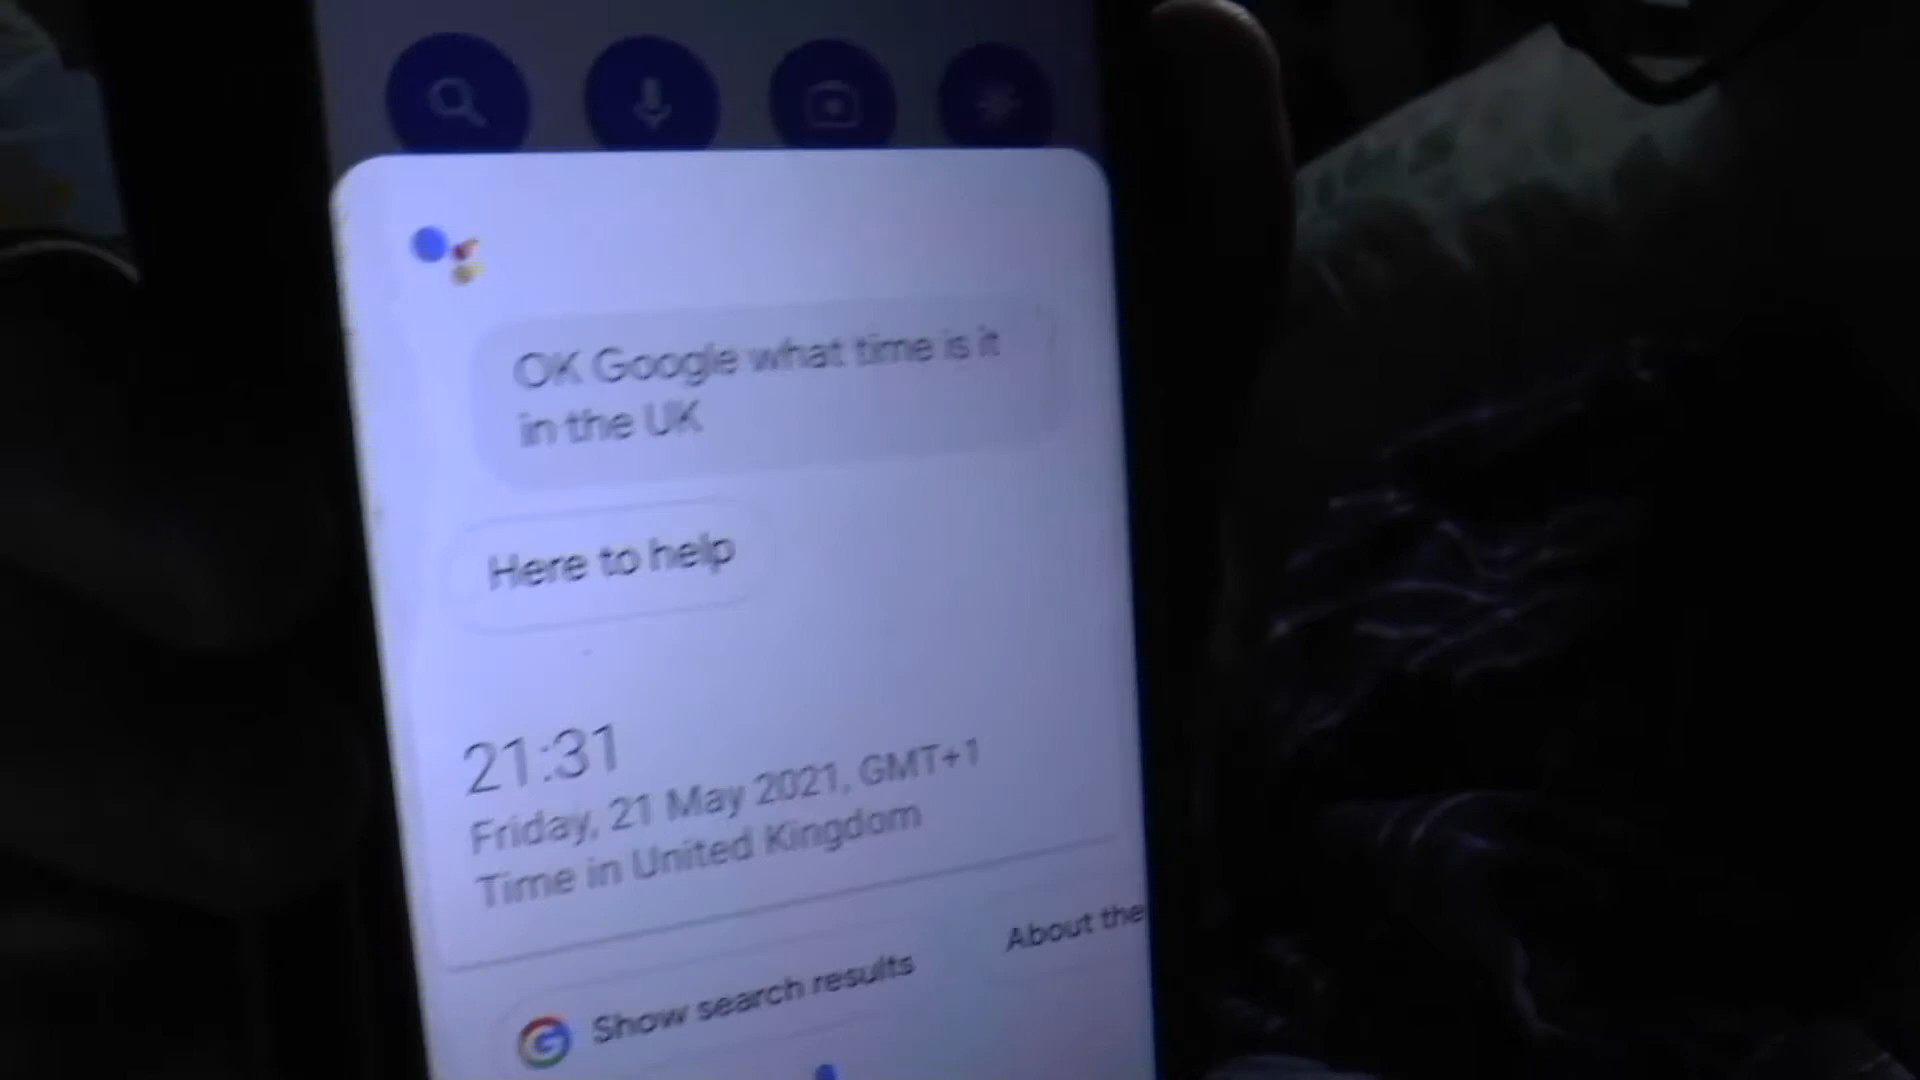 OK Google what time is it
in the UK
Here to help
21:31
Friday, 21 May 2021, GMT+1
Time in United Kingdom
Show search results
About the